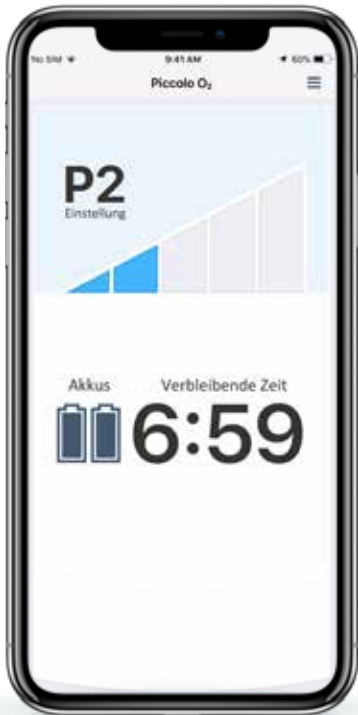 No SIM 9:41 AM 60%
Piccolo O₂
P2
Einstellung
Akkus Verbleibende Zeit
6:59